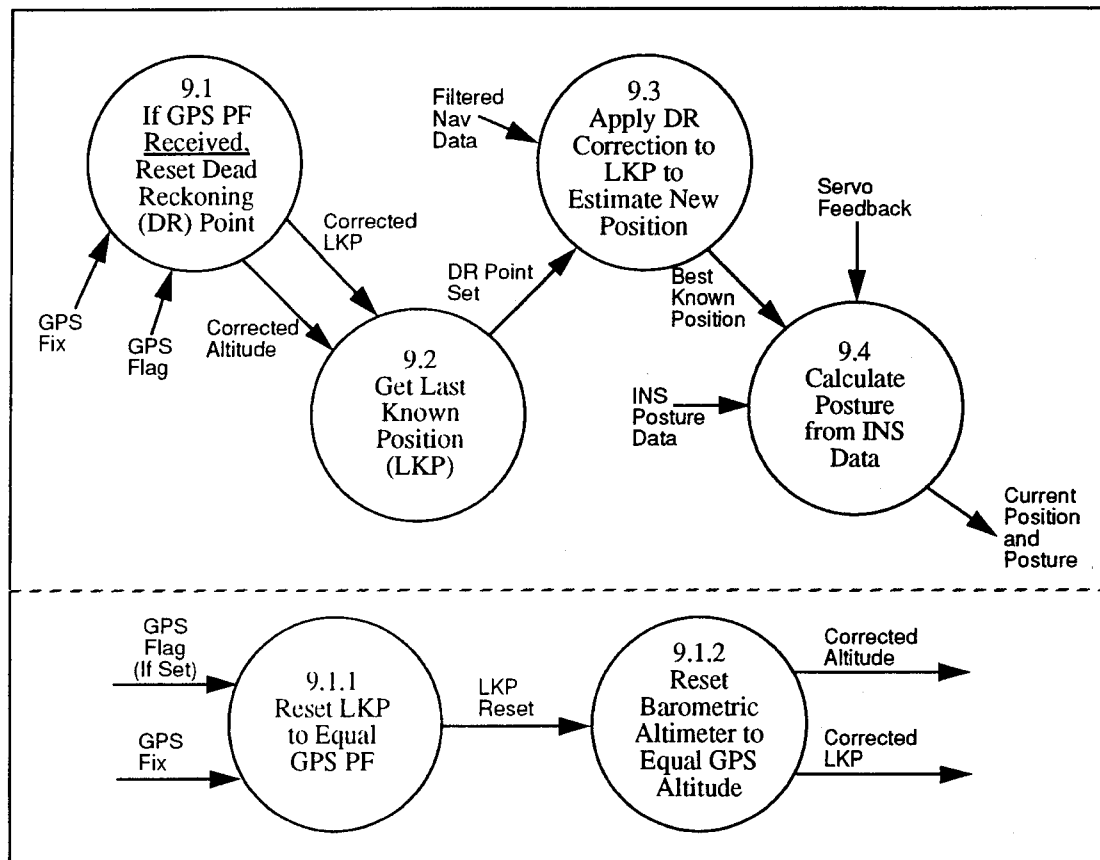 9.1
If GPS PF
Received,
Reset Dead
Reckoning
(DR) Point
GPS
Fix
GPS
Flag
Corrected
LKP
Corrected
Altitude
9.2
Get Last
Known
Position
(LKP)
DR Point
Set
Filtered
Nav
Data
9.3
Apply DR
Correction to
LKP to
Estimate New
Position
Best
Known
Position
Servo
Feedback
INS
Posture
Data
9.4
Calculate
Posture
from INS
Data
Current
Position
and
Posture
GPS
Flag
(If Set)
GPS
Fix
9.1.1
Reset LKP
to Equal
GPS PF
LKP
Reset
9.1.2
Reset
Barometric
Altimeter to
Equal GPS
Altitude
Corrected
Altitude
Corrected
LKP